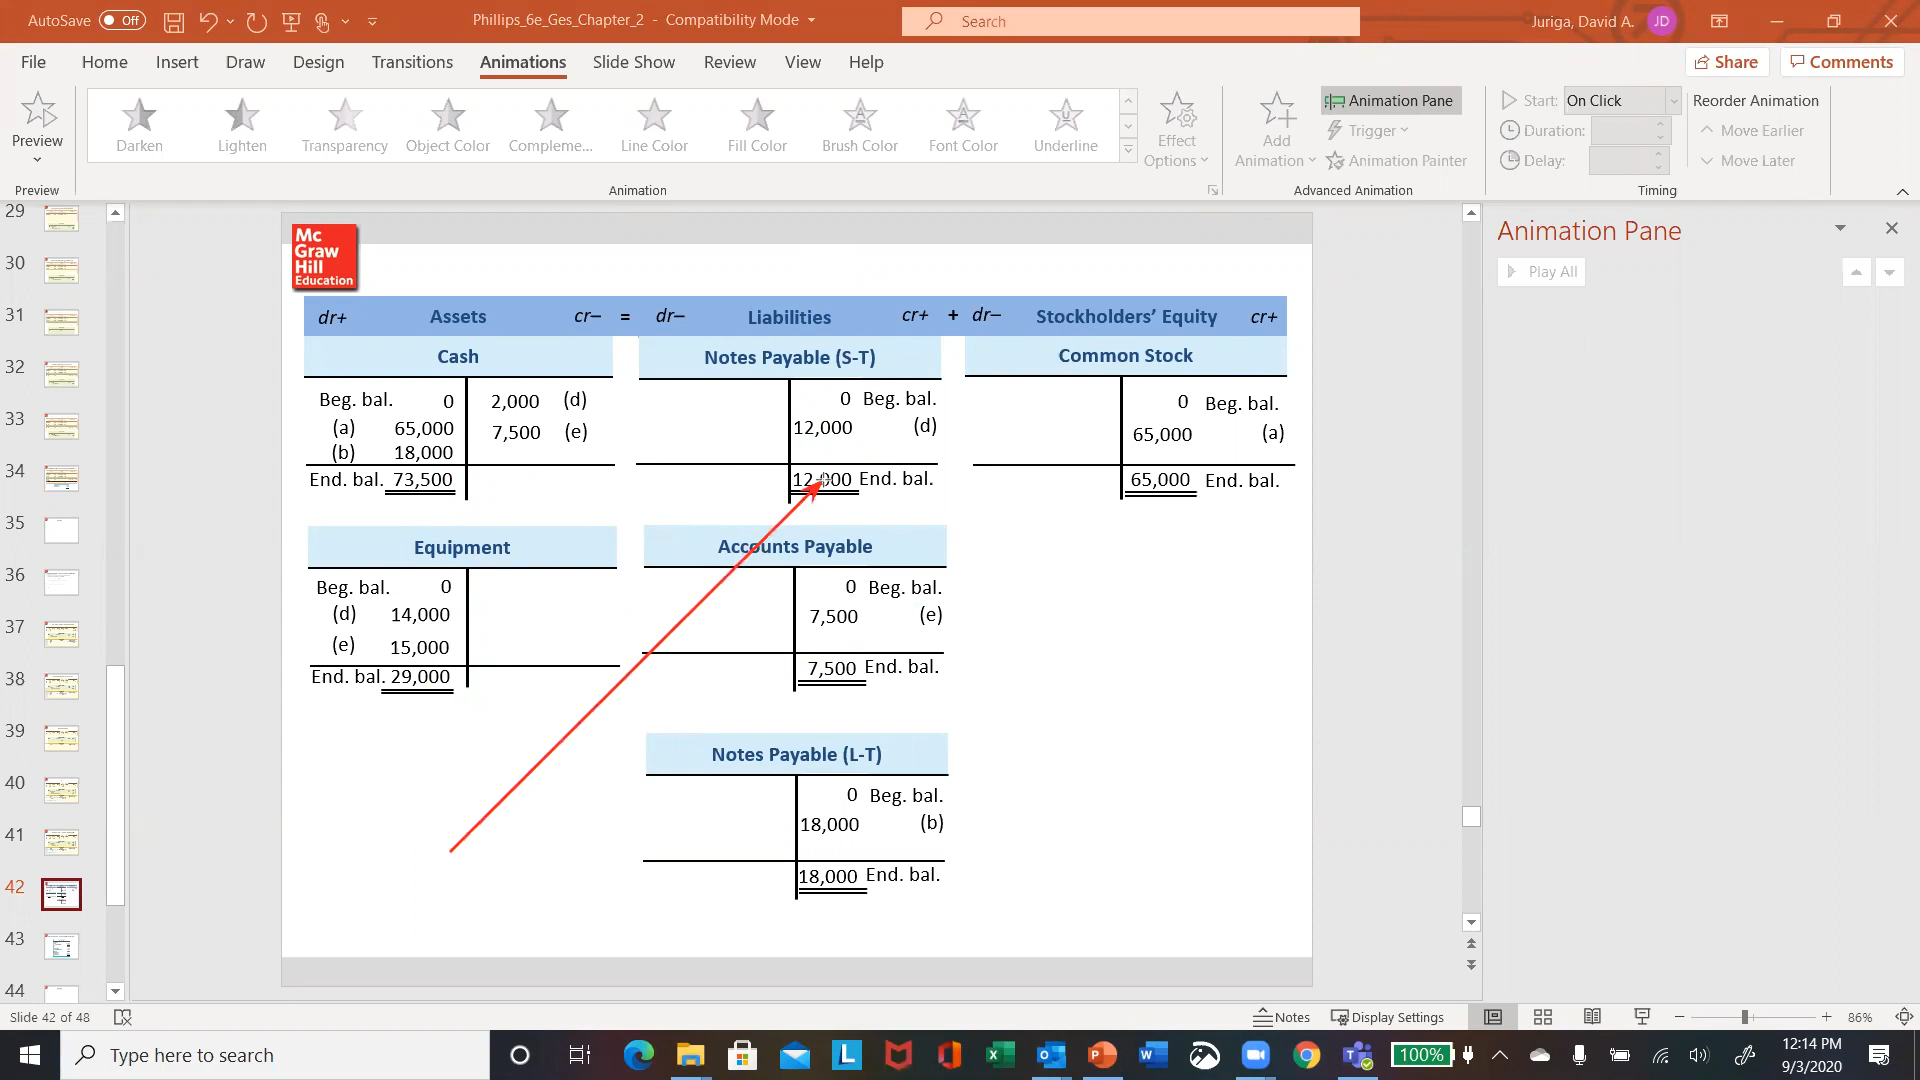 AutoSave Off
Phillips_6e_Ges_Chapter_2 - Compatibility Mode
Search
Juriga, David A. JD
File Home Insert Draw Design Transitions Animations Slide Show Review View Help
Share Comments
Preview
Preview
Darken Lighten Transparency Object Color Compleme... Line Color Fill Color Brush Color Font Color Underline
Animation
Effect
Options
Add
Animation
Animation Pane
Trigger
Animation Painter
Advanced Animation
Start: On Click
Duration:
Delay:
Reorder Animation
Move Earlier
Move Later
Timing
29
30
31
32
33
34
35
36
37
38
39
40
41
42
43
44
Mc
Graw
Hill
Education
dr+ Assets cr– = dr– Liabilities cr+ + dr– Stockholders’ Equity cr+
Cash
Beg. bal. 0 2,000 (d)
(a) 65,000 7,500 (e)
(b) 18,000
End. bal. 73,500
Notes Payable (S-T)
0 Beg. bal.
12,000 (d)
12,000 End. bal.
Common Stock
0 Beg. bal.
65,000 (a)
65,000 End. bal.
Equipment
Beg. bal. 0
(d) 14,000
(e) 15,000
End. bal. 29,000
Accounts Payable
0 Beg. bal.
7,500 (e)
7,500 End. bal.
Notes Payable (L-T)
0 Beg. bal.
18,000 (b)
18,000 End. bal.
Animation Pane
Play All
Slide 42 of 48
Notes Display Settings 86%
Type here to search
100%
12:14 PM
9/3/2020